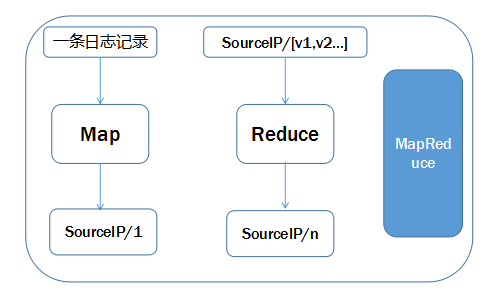 一条日志记录
SourceIP/[v1,v2...]
Map
Reduce
MapRed
uce
SourceIP/1
SourceIP/n